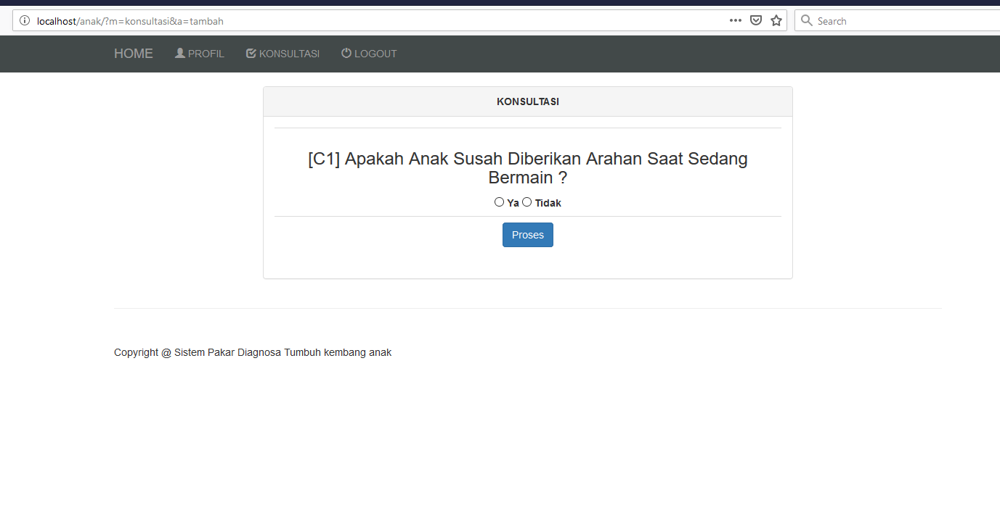 localhost/anak/?m=konsultasi&a=tambah
Search
HOME PROFIL KONSULTASI LOGOUT
KONSULTASI
[C1] Apakah Anak Susah Diberikan Arahan Saat Sedang
Bermain ?
Ya Tidak
Proses
Copyright @ Sistem Pakar Diagnosa Tumbuh kembang anak